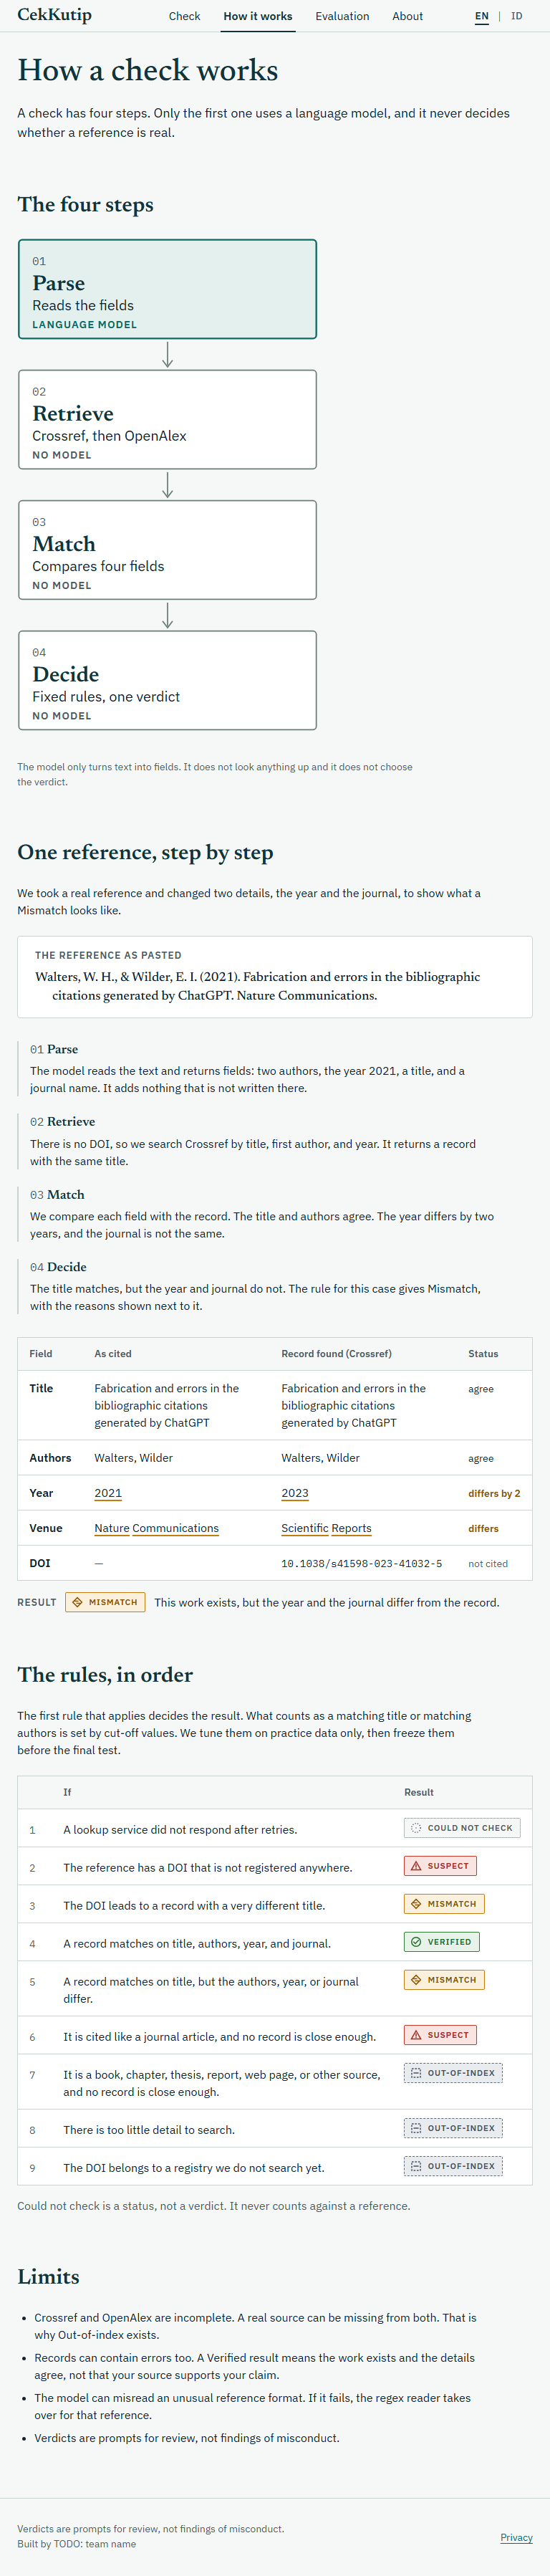 CekKutip
Check How it works Evaluation About EN | ID
How a check works
A check has four steps. Only the first one uses a language model, and it never decides
whether a reference is real.
The four steps
01
Parse
Reads the fields
LANGUAGE MODEL
02
Retrieve
Crossref, then OpenAlex
NO MODEL
03
Match
Compares four fields
NO MODEL
04
Decide
Fixed rules, one verdict
NO MODEL
The model only turns text into fields. It does not look anything up and it does not choose
the verdict.
One reference, step by step
We took a real reference and changed two details, the year and the journal, to show what a
Mismatch looks like.
THE REFERENCE AS PASTED
Walters, W. H., & Wilder, E. I. (2021). Fabrication and errors in the bibliographic
citations generated by ChatGPT. Nature Communications.
01 Parse
The model reads the text and returns fields: two authors, the year 2021, a title, and a
journal name. It adds nothing that is not written there.
02 Retrieve
There is no DOI, so we search Crossref by title, first author, and year. It returns a record
with the same title.
03 Match
We compare each field with the record. The title and authors agree. The year differs by two
years, and the journal is not the same.
04 Decide
The title matches, but the year and journal do not. The rule for this case gives Mismatch,
with the reasons shown next to it.
Field As cited Record found (Crossref) Status
Title Fabrication and errors in the bibliographic citations generated by ChatGPT Fabrication and errors in the bibliographic citations generated by ChatGPT agree
Authors Walters, Wilder Walters, Wilder agree
Year 2021 2023 differs by 2
Venue Nature Communications Scientific Reports differs
DOI — 10.1038/s41598-023-41032-5 not cited
RESULT MISMATCH This work exists, but the year and the journal differ from the record.
The rules, in order
The first rule that applies decides the result. What counts as a matching title or matching
authors is set by cut-off values. We tune them on practice data only, then freeze them
before the final test.
If Result
1 A lookup service did not respond after retries. COULD NOT CHECK
2 The reference has a DOI that is not registered anywhere. SUSPECT
3 The DOI leads to a record with a very different title. MISMATCH
4 A record matches on title, authors, year, and journal. VERIFIED
5 A record matches on title, but the authors, year, or journal differ. MISMATCH
6 It is cited like a journal article, and no record is close enough. SUSPECT
7 It is a book, chapter, thesis, report, web page, or other source, and no record is close enough. OUT-OF-INDEX
8 There is too little detail to search. OUT-OF-INDEX
9 The DOI belongs to a registry we do not search yet. OUT-OF-INDEX
Could not check is a status, not a verdict. It never counts against a reference.
Limits
• Crossref and OpenAlex are incomplete. A real source can be missing from both. That is
why Out-of-index exists.
• Records can contain errors too. A Verified result means the work exists and the details
agree, not that your source supports your claim.
• The model can misread an unusual reference format. If it fails, the regex reader takes
over for that reference.
• Verdicts are prompts for review, not findings of misconduct.
Verdicts are prompts for review, not findings of misconduct.
Built by TODO: team name
Privacy